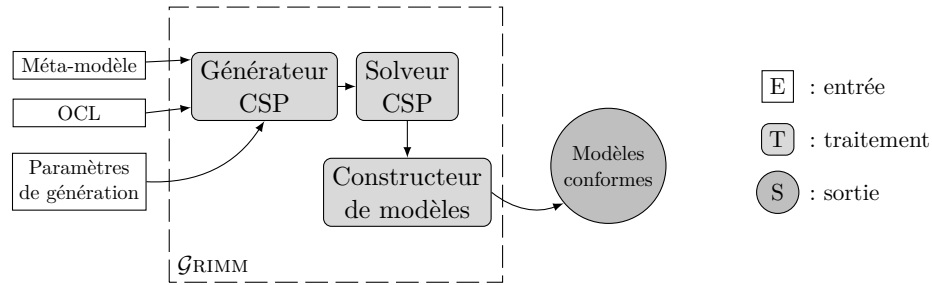 Méta-modèle
OCL
Paramètres
de génération
Générateur
CSP
Solveur
CSP
Constructeur
de modèles
GRIMM
Modèles
conformes
E : entrée
T : traitement
S : sortie